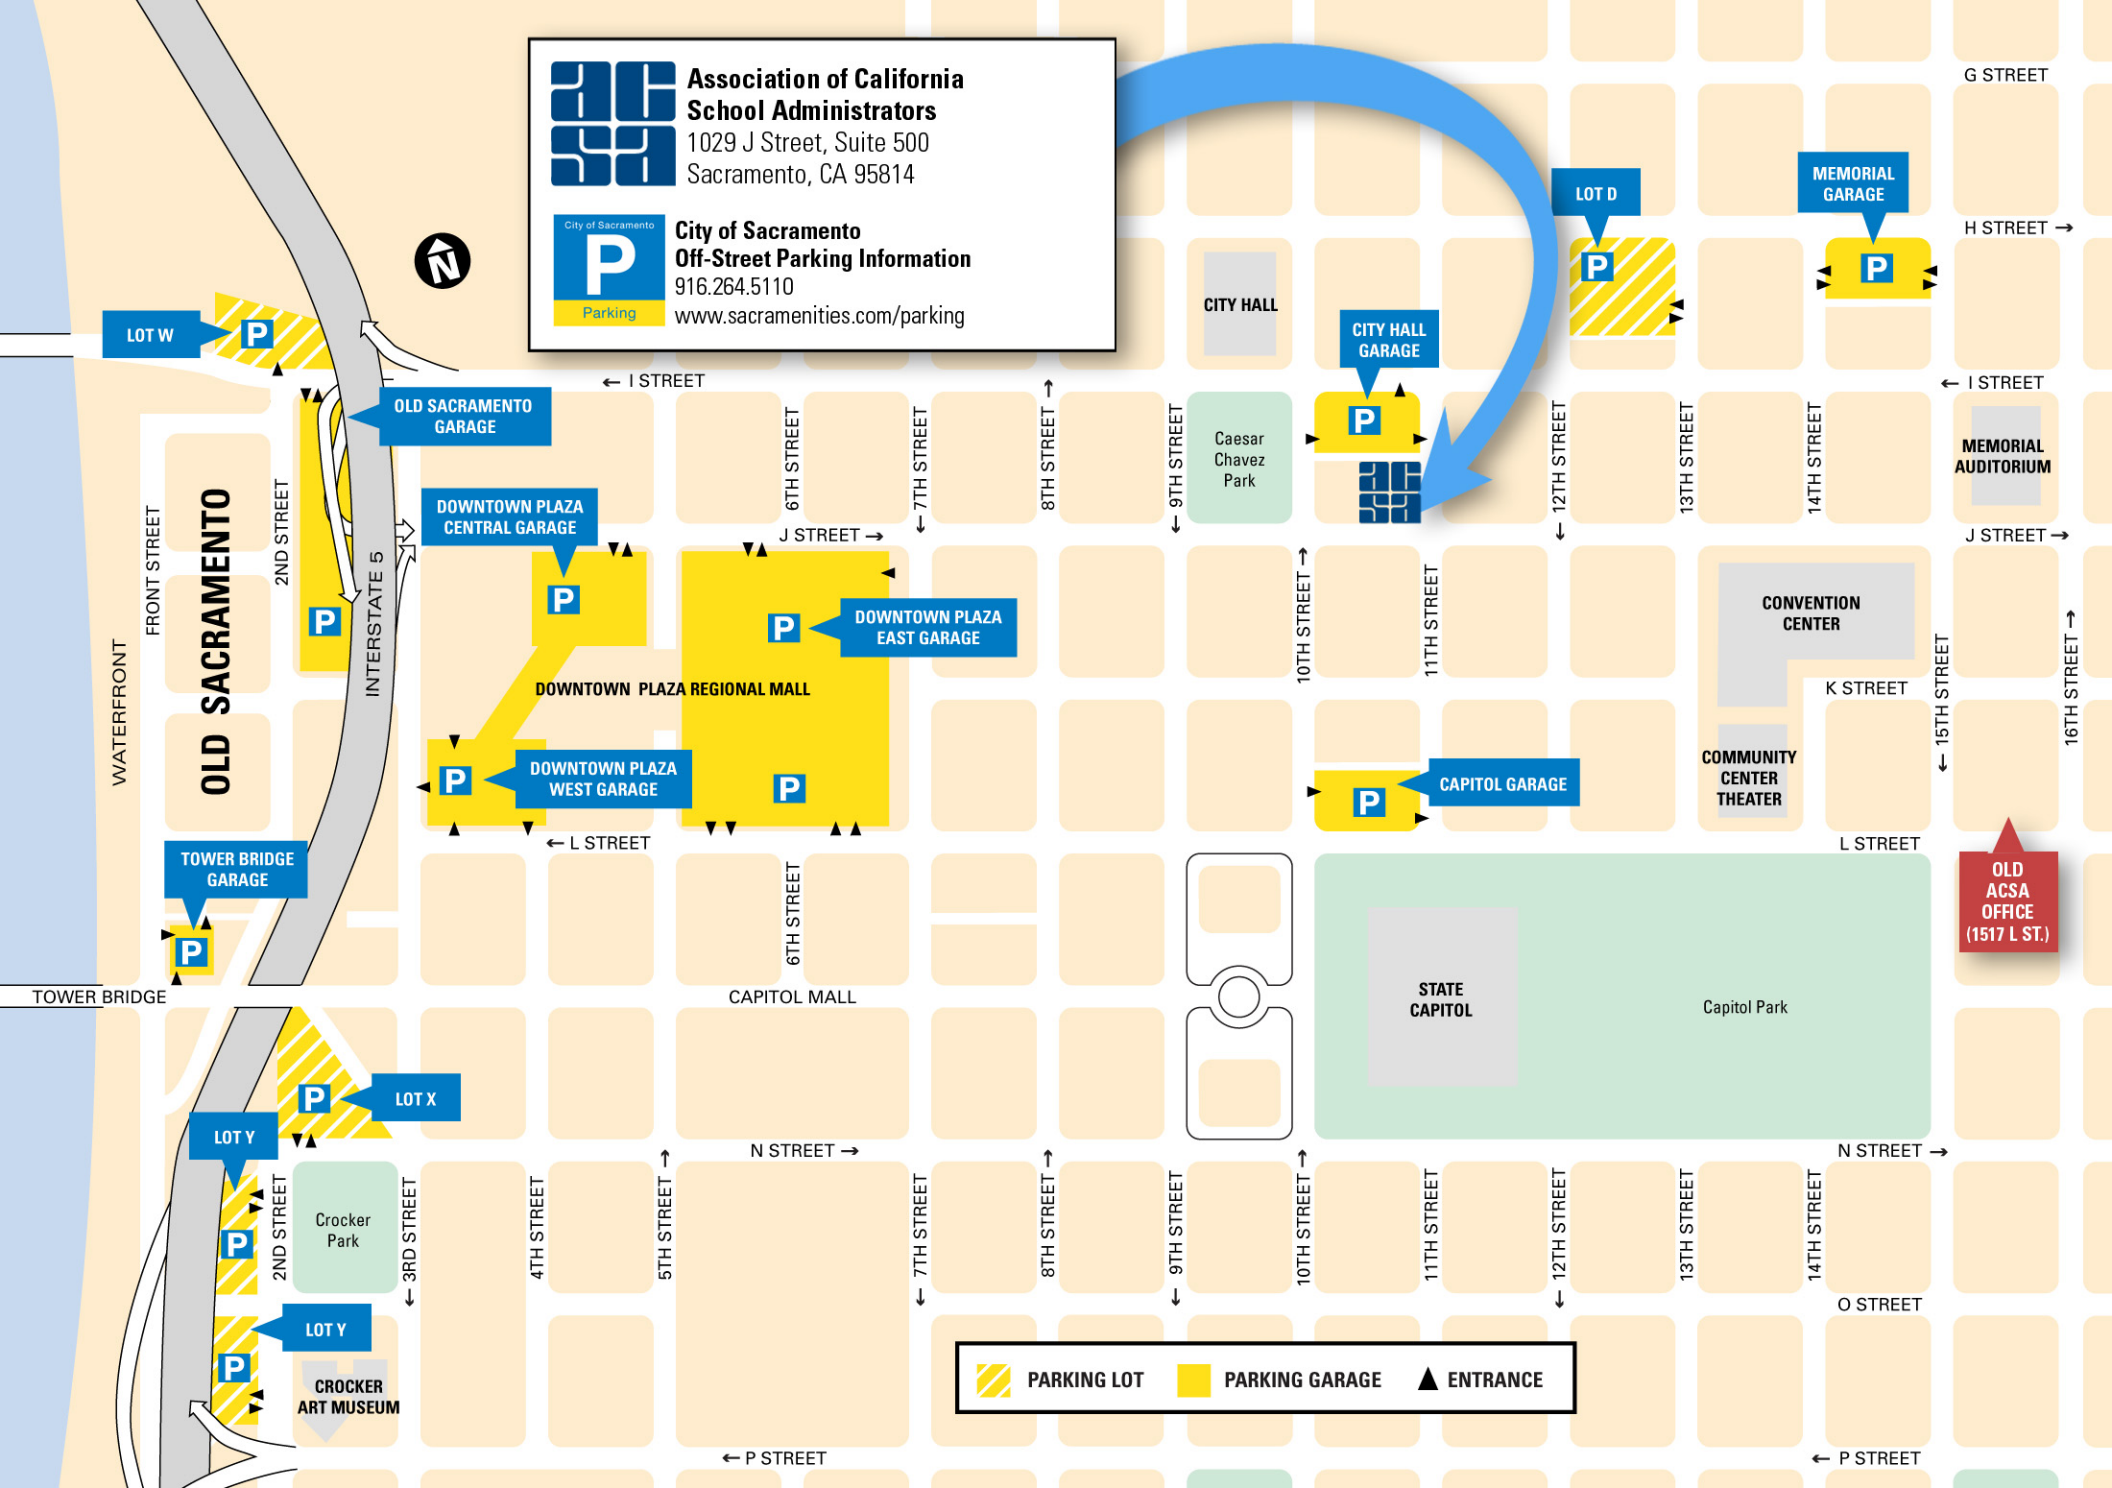 Association of California
School Administrators
1029 J Street, Suite 500
Sacramento, CA 95814
City of Sacramento
P
Parking
City of Sacramento
Off-Street Parking Information
916.264.5110
www.sacramenities.com/parking
N
G STREET
LOT D
P
MEMORIAL
GARAGE
P
H STREET →
CITY HALL
CITY HALL
GARAGE
P
LOT W
P
← I STREET
← I STREET
OLD SACRAMENTO
GARAGE
P
6TH STREET
← 7TH STREET
8TH STREET →
← 9TH STREET
Caesar
Chavez
Park
← 12TH STREET
13TH STREET
14TH STREET
MEMORIAL
AUDITORIUM
ac
sa
DOWNTOWN PLAZA
CENTRAL GARAGE
P
J STREET →
J STREET →
WATERFRONT
FRONT STREET
OLD SACRAMENTO
2ND STREET
INTERSTATE 5
DOWNTOWN PLAZA
EAST GARAGE
P
10TH STREET →
11TH STREET
CONVENTION
CENTER
K STREET
← 15TH STREET
16TH STREET →
DOWNTOWN PLAZA REGIONAL MALL
DOWNTOWN PLAZA
WEST GARAGE
P
P
CAPITOL GARAGE
P
COMMUNITY
CENTER
THEATER
← L STREET
L STREET
TOWER BRIDGE
GARAGE
P
6TH STREET
OLD
ACSA
OFFICE
(1517 L ST.)
TOWER BRIDGE
CAPITOL MALL
STATE
CAPITOL
Capitol Park
LOT X
P
LOT Y
P
N STREET →
N STREET →
2ND STREET
Crocker
Park
← 3RD STREET
4TH STREET
5TH STREET →
← 7TH STREET
8TH STREET →
← 9TH STREET
10TH STREET →
11TH STREET
← 12TH STREET
13TH STREET
14TH STREET
O STREET
LOT Y
P
CROCKER
ART MUSEUM
PARKING LOT
PARKING GARAGE
ENTRANCE
← P STREET
← P STREET